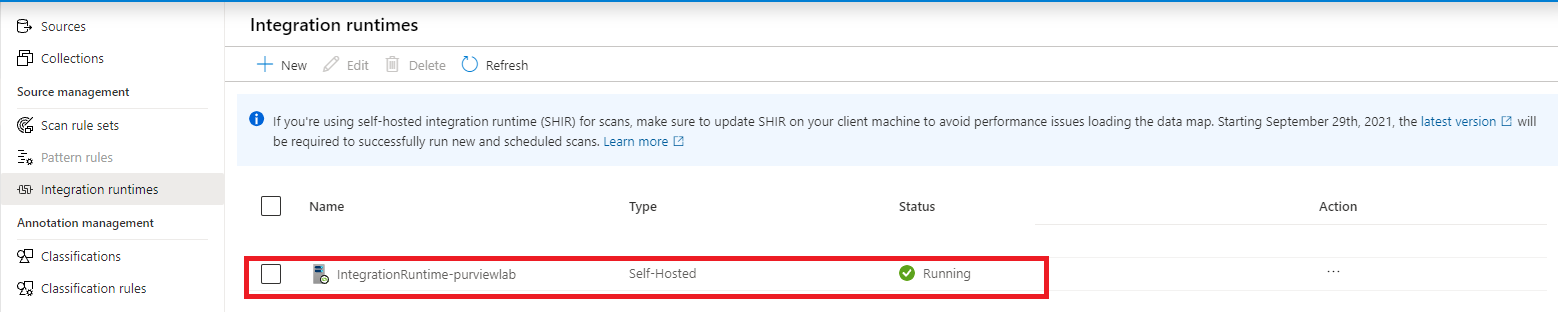 Sources
Collections
Source management
Scan rule sets
Pattern rules
Integration runtimes
Annotation management
Classifications
Classification rules
Integration runtimes
New Edit Delete Refresh
If you're using self-hosted integration runtime (SHIR) for scans, make sure to update SHIR on your client machine to avoid performance issues loading the data map. Starting September 29th, 2021, the latest version will
be required to successfully run new and scheduled scans. Learn more
Name Type Status Action
IntegrationRuntime-purviewlab Self-Hosted Running ...